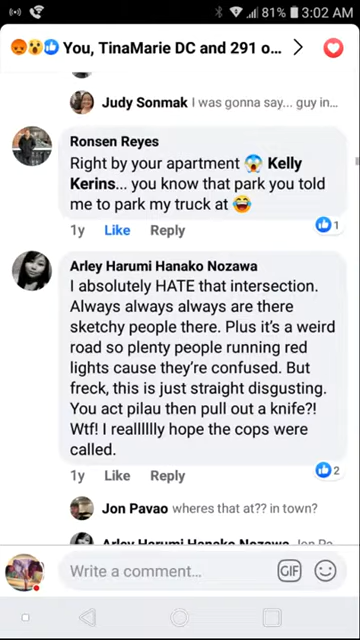 81% 3:02 AM
You, TinaMarie DC and 291 o...
Judy Sonmak I was gonna say... guy in...
Ronsen Reyes
Right by your apartment 😱 Kelly
Kerins... you know that park you told
me to park my truck at 😂
1y Like Reply
1
Arley Harumi Hanako Nozawa
I absolutely HATE that intersection.
Always always always are there
sketchy people there. Plus it's a weird
road so plenty people running red
lights cause they're confused. But
freck, this is just straight disgusting.
You act pilau then pull out a knife?!
Wtf! I realllllly hope the cops were
called.
1y Like Reply
2
Jon Pavao wheres that at?? in town?
Arley Harumi Hanako Nozawa Jon Pa...
Write a comment...
GIF